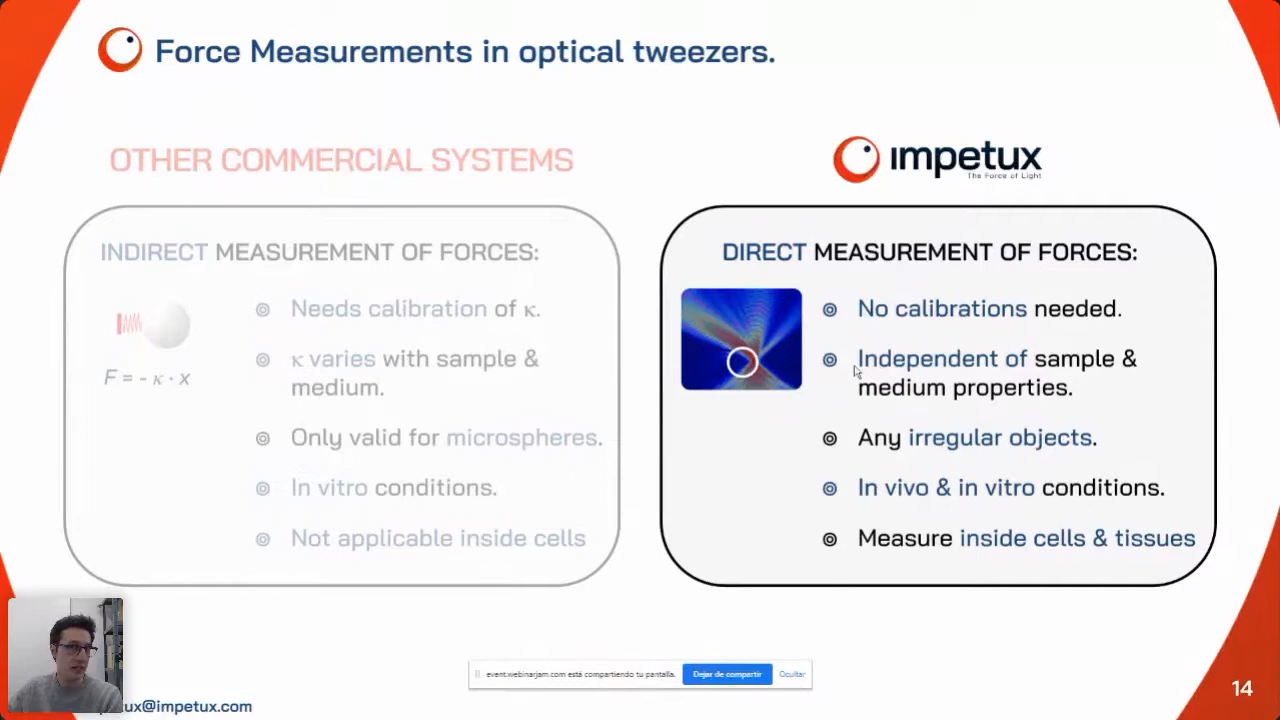 Force Measurements in optical tweezers.
OTHER COMMERCIAL SYSTEMS
INDIRECT MEASUREMENT OF FORCES:
F = - κ · x
Needs calibration of κ.
κ varies with sample &
medium.
Only valid for microspheres.
In vitro conditions.
Not applicable inside cells
impetux
The Force of Light
DIRECT MEASUREMENT OF FORCES:
No calibrations needed.
Independent of sample &
medium properties.
Any irregular objects.
In vivo & in vitro conditions.
Measure inside cells & tissues
event.webinarjam.com está compartiendo tu pantalla.
Dejar de compartir
Ocultar
tux@impetux.com
14